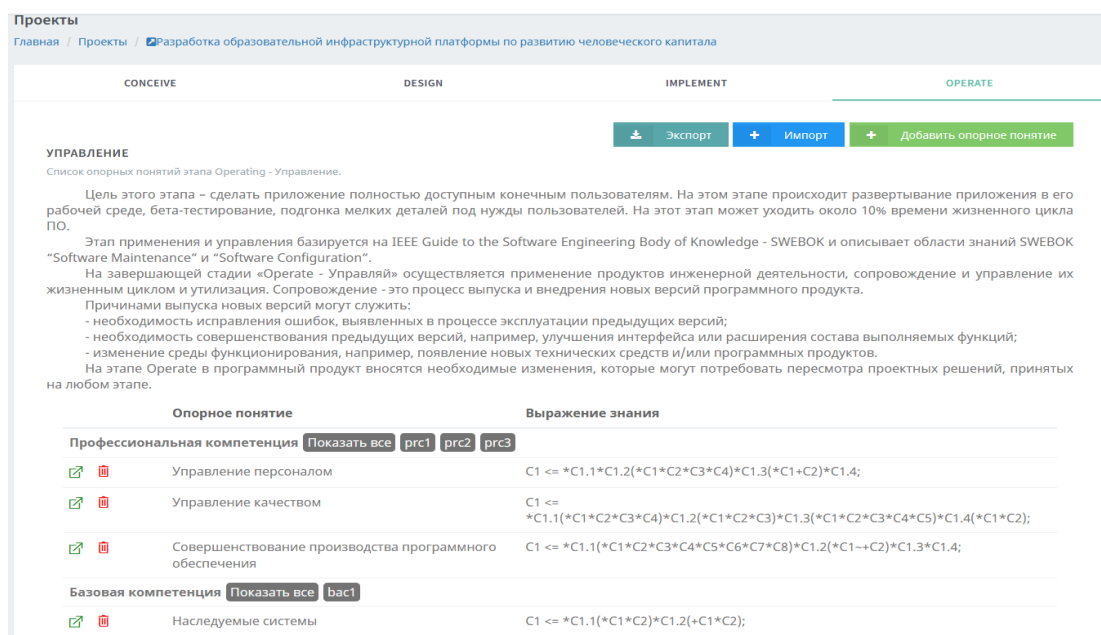 Проекты
Главная / Проекты / Разработка образовательной инфраструктурной платформы по развитию человеческого капитала
CONCEIVE DESIGN IMPLEMENT OPERATE
Экспорт + Импорт + Добавить опорное понятие
УПРАВЛЕНИЕ
Список опорных понятий этапа Operating - Управление.
Цель этого этапа – сделать приложение полностью доступным конечным пользователям. На этом этапе происходит развертывание приложения в его
рабочей среде, бета-тестирование, подгонка мелких деталей под нужды пользователей. На этот этап может уходить около 10% времени жизненного цикла
ПО.
Этап применения и управления базируется на IEEE Guide to the Software Engineering Body of Knowledge - SWEBOK и описывает области знаний SWEBOK
“Software Maintenance” и “Software Configuration”.
На завершающей стадии «Operate - Управляй» осуществляется применение продуктов инженерной деятельности, сопровождение и управление их
жизненным циклом и утилизация. Сопровождение - это процесс выпуска и внедрения новых версий программного продукта.
Причинами выпуска новых версий могут служить:
- необходимость исправления ошибок, выявленных в процессе эксплуатации предыдущих версий;
- необходимость совершенствования предыдущих версий, например, улучшения интерфейса или расширения состава выполняемых функций;
- изменение среды функционирования, например, появление новых технических средств и/или программных продуктов.
На этапе Operate в программный продукт вносятся необходимые изменения, которые могут потребовать пересмотра проектных решений, принятых
на любом этапе.
Опорное понятие Выражение знания
Профессиональная компетенция Показать все prc1 prc2 prc3
Управление персоналом C1 <= *C1.1*C1.2(*C1*C2*C3*C4)*C1.3(*C1+C2)*C1.4;
Управление качеством C1 <=
*C1.1(*C1*C2*C3*C4)*C1.2(*C1*C2*C3)*C1.3(*C1*C2*C3*C4*C5)*C1.4(*C1*C2);
Совершенствование производства программного C1 <= *C1.1(*C1*C2*C3*C4*C5*C6*C7*C8)*C1.2(*C1~+C2)*C1.3*C1.4;
обеспечения
Базовая компетенция Показать все bac1
Наследуемые системы C1 <= *C1.1(*C1*C2)*C1.2(+C1*C2);